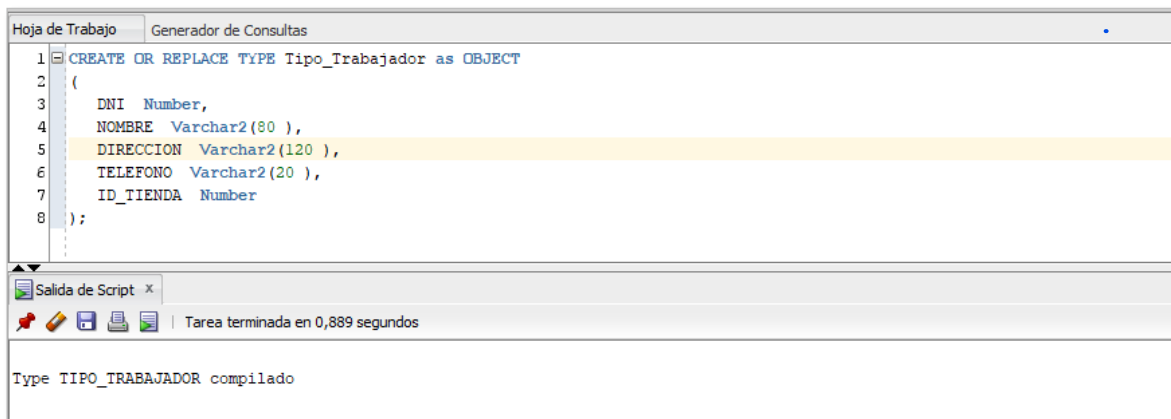 Hoja de Trabajo Generador de Consultas
1 CREATE OR REPLACE TYPE Tipo_Trabajador as OBJECT
2 (
3 DNI Number,
4 NOMBRE Varchar2(80 ),
5 DIRECCION Varchar2(120 ),
6 TELEFONO Varchar2(20 ),
7 ID_TIENDA Number
8 );
Salida de Script x
Tarea terminada en 0,889 segundos
Type TIPO_TRABAJADOR compilado